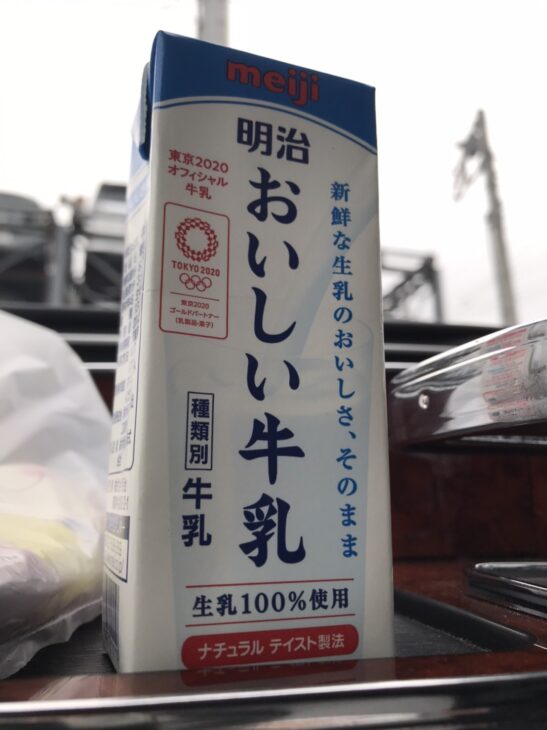 meiji
明治
おいしい牛乳
新鮮な生乳のおいしさ、そのまま
東京2020
オフィシャル
牛乳
TOKYO 2020
東京2020
ゴールドパートナー
(乳製品・菓子)
種類別
牛乳
生乳100%使用
ナチュラル テイスト製法